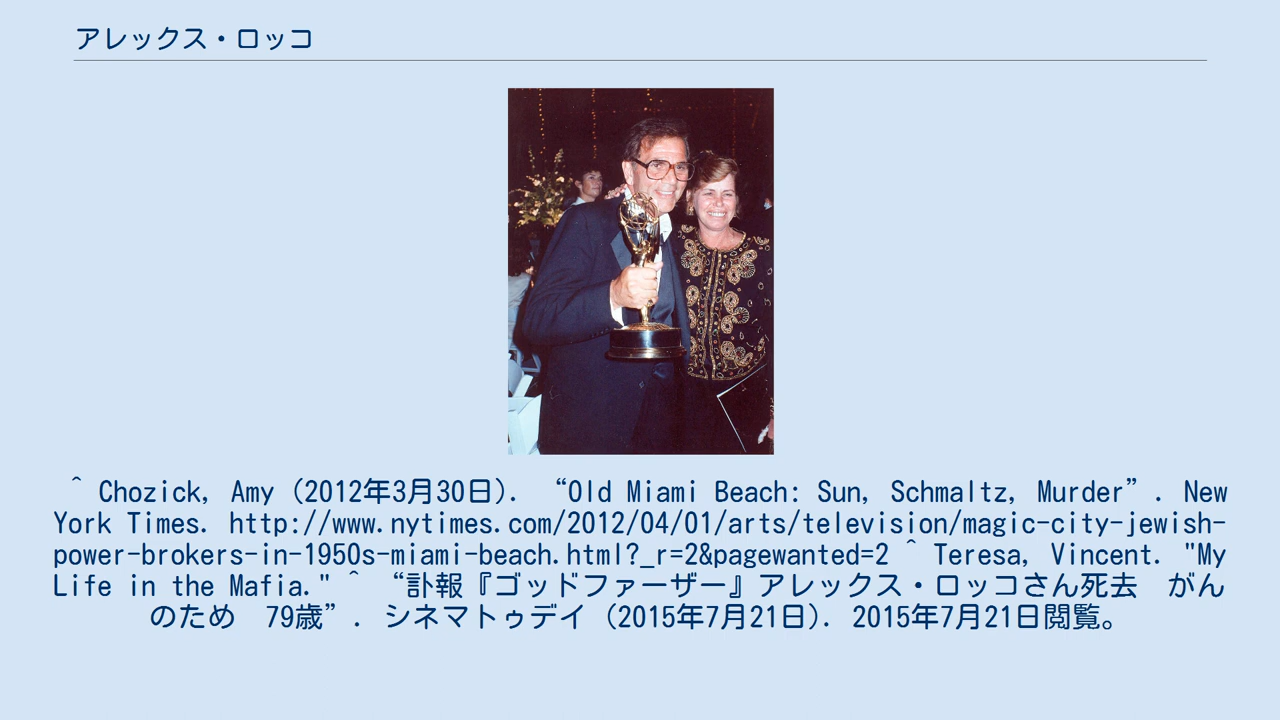 アレックス・ロッコ
^ Chozick, Amy (2012年3月30日). “Old Miami Beach: Sun, Schmaltz, Murder”. New
York Times. http://www.nytimes.com/2012/04/01/arts/television/magic-city-jewish-
power-brokers-in-1950s-miami-beach.html?_r=2&pagewanted=2 ^ Teresa, Vincent. "My
Life in the Mafia." ^ “訃報『ゴッドファーザー』アレックス・ロッコさん死去　がん
のため　79歳”. シネマトゥデイ (2015年7月21日). 2015年7月21日閲覧。